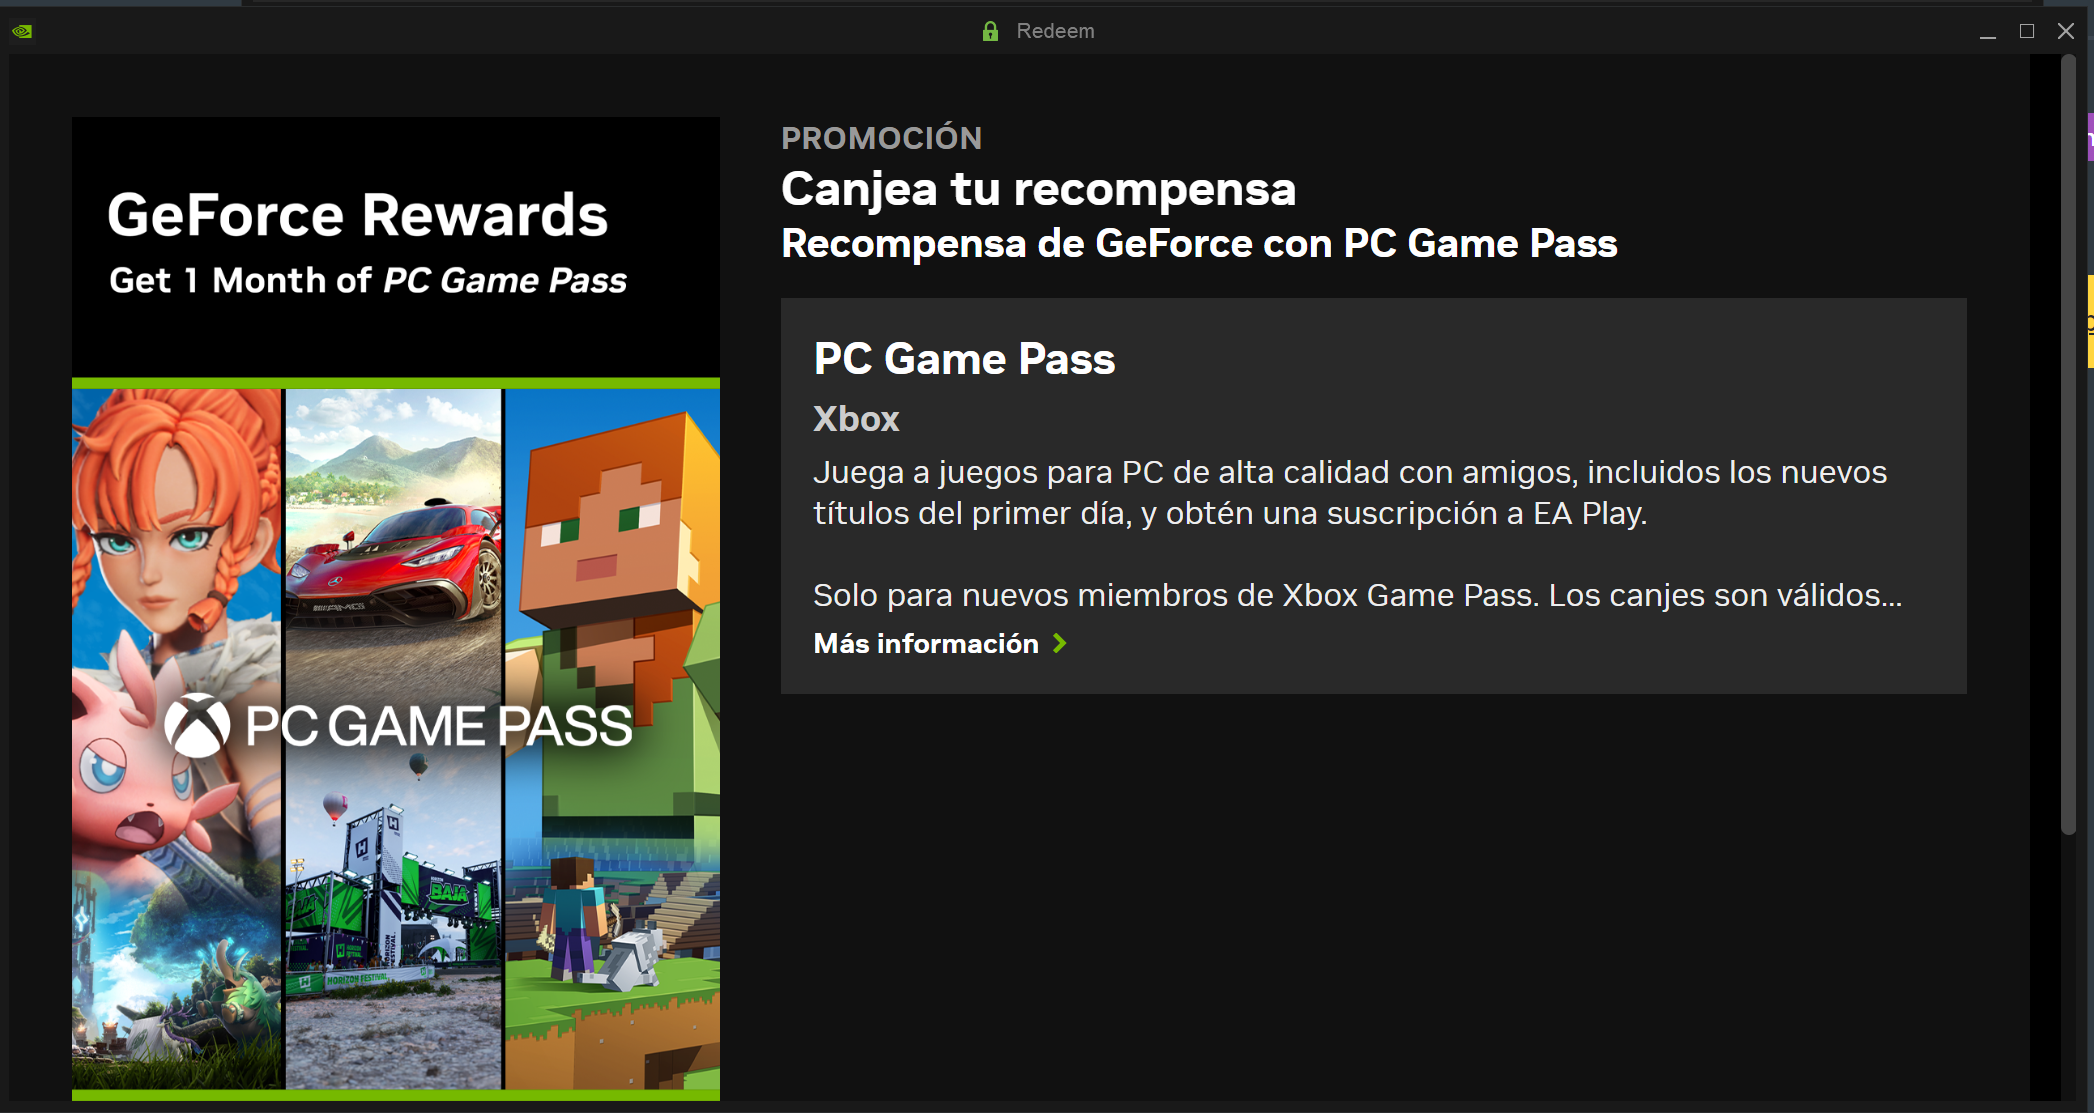 Redeem
GeForce Rewards
Get 1 Month of PC Game Pass
PC GAME PASS
BAJA
HORIZON FESTIVAL
PROMOCIÓN
Canjea tu recompensa
Recompensa de GeForce con PC Game Pass
PC Game Pass
Xbox
Juega a juegos para PC de alta calidad con amigos, incluidos los nuevos
títulos del primer día, y obtén una suscripción a EA Play.
Solo para nuevos miembros de Xbox Game Pass. Los canjes son válidos...
Más información